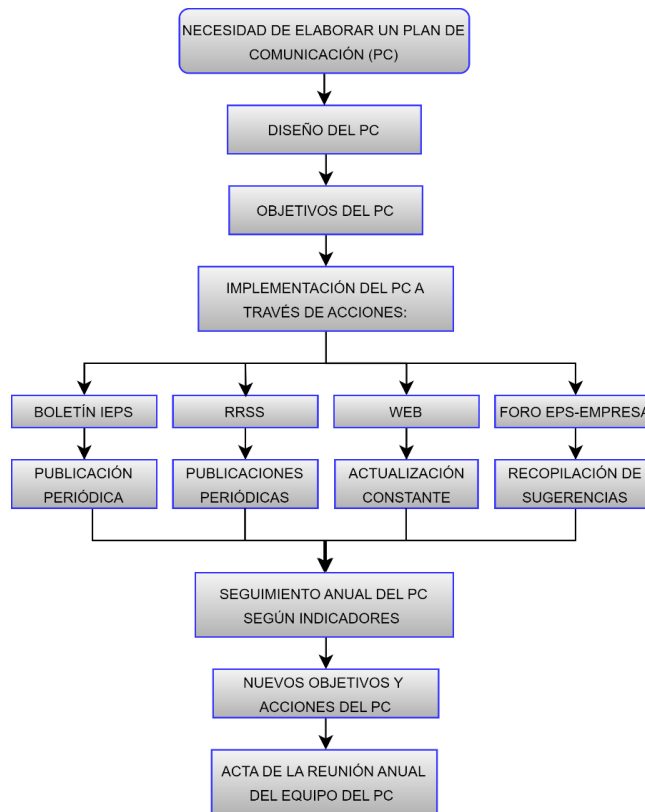 NECESIDAD DE ELABORAR UN PLAN DE
COMUNICACIÓN (PC)
DISEÑO DEL PC
OBJETIVOS DEL PC
IMPLEMENTACIÓN DEL PC A
TRAVÉS DE ACCIONES:
BOLETÍN IEPS
RRSS
WEB
FORO EPS-EMPRESA
PUBLICACIÓN
PERIÓDICA
PUBLICACIONES
PERIÓDICAS
ACTUALIZACIÓN
CONSTANTE
RECOPILACIÓN DE
SUGERENCIAS
SEGUIMIENTO ANUAL DEL PC
SEGÚN INDICADORES
NUEVOS OBJETIVOS Y
ACCIONES DEL PC
ACTA DE LA REUNIÓN ANUAL
DEL EQUIPO DEL PC